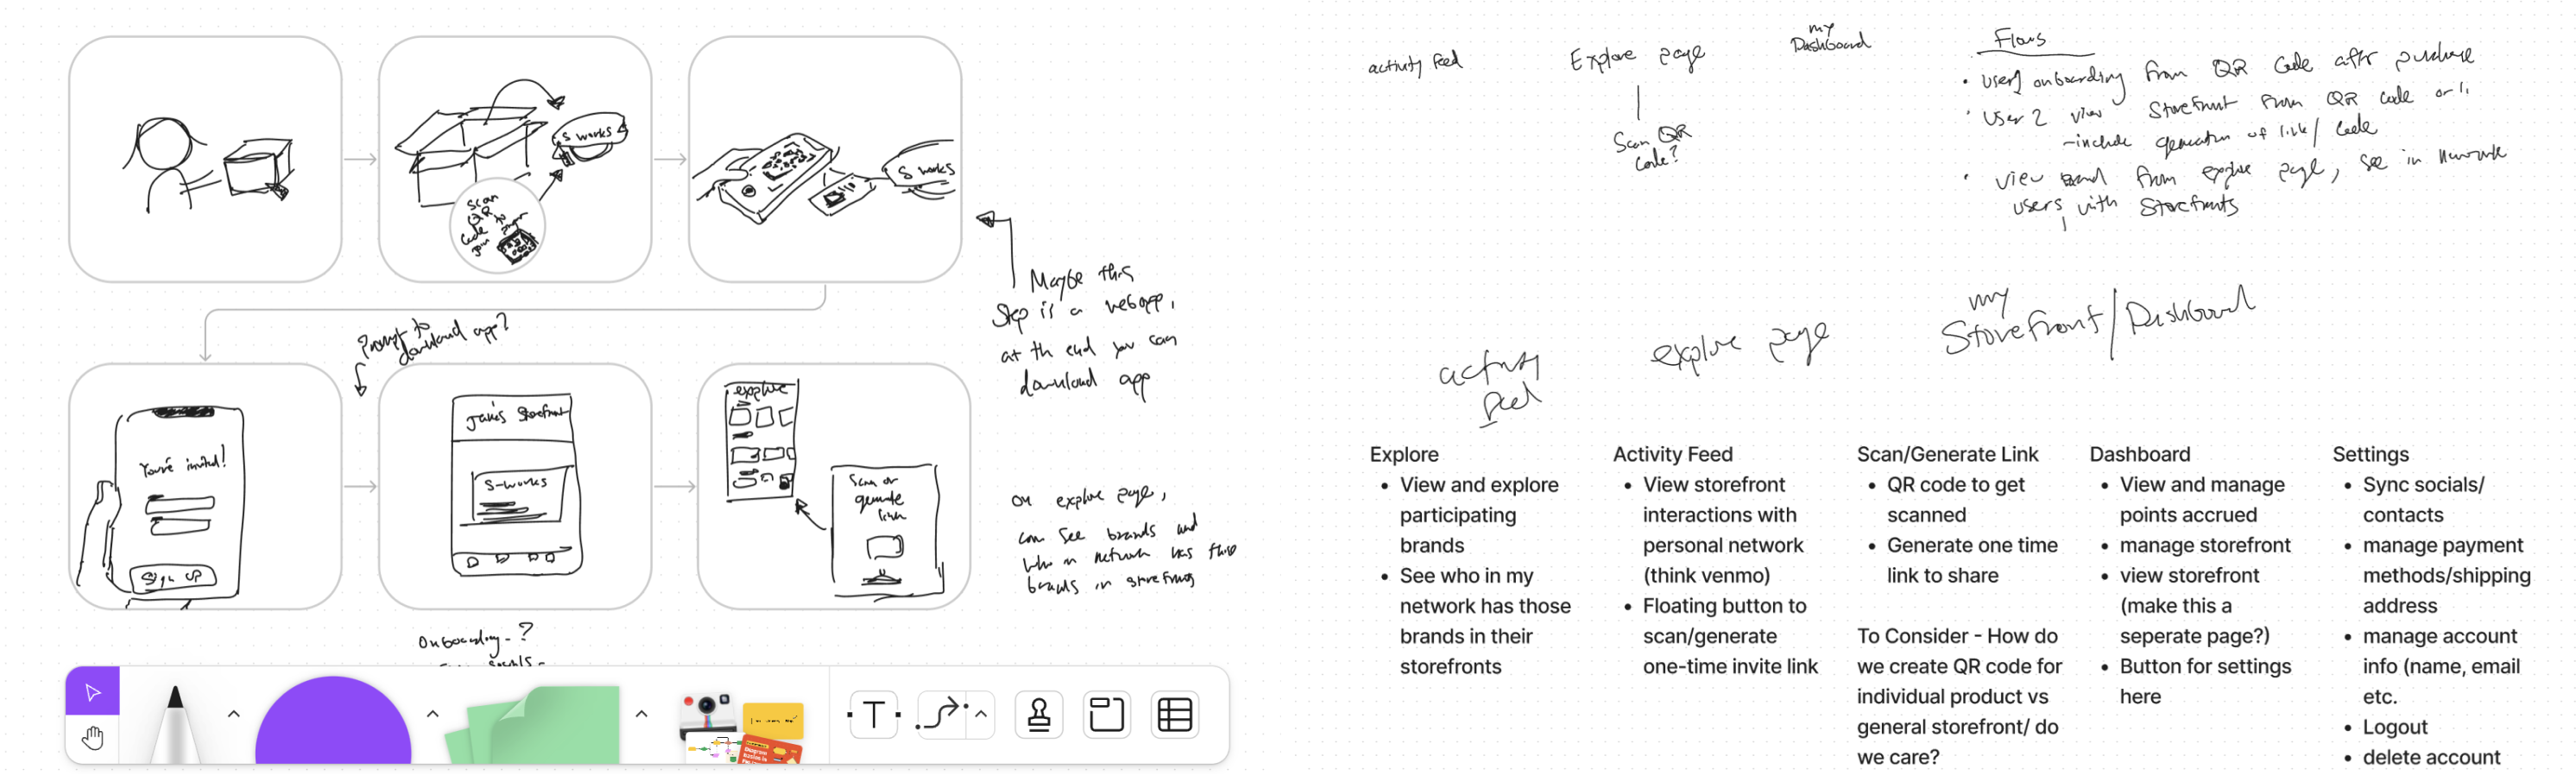 S works
Scan
QR
Code to
join
S works
Maybe this
Step is a webapp,
at the end you can
download app
Prompt to
download app?
You're invited!
Sign up
Jane's Storefront
S-works
explore
Scan or
generate
link
on explore page,
can see brands and
who in network has those
brands in storefronts
Onboarding - ?
socials -
T
activity feed
Explore page
Scan QR
Code?
my
Dashboard
Flows
• User 1 onboarding from QR Code after purchase
• User 2 view Storefront from QR code or
- include generation of link/ Code
• view Brand from explore page, see in network
users with Storefronts
activity
feed
explore page
my
Storefront/Dashboard
Explore
• View and explore
participating
brands
• See who in my
network has those
brands in their
storefronts
Activity Feed
• View storefront
interactions with
personal network
(think venmo)
• Floating button to
scan/generate
one-time invite link
Scan/Generate Link
• QR code to get
scanned
• Generate one time
link to share
To Consider - How do
we create QR code for
individual product vs
general storefront/ do
we care?
Dashboard
• View and manage
points accrued
• manage storefront
• view storefront
(make this a
seperate page?)
• Button for settings
here
Settings
• Sync socials/
contacts
• manage payment
methods/shipping
address
• manage account
info (name, email
etc.
• Logout
• delete account